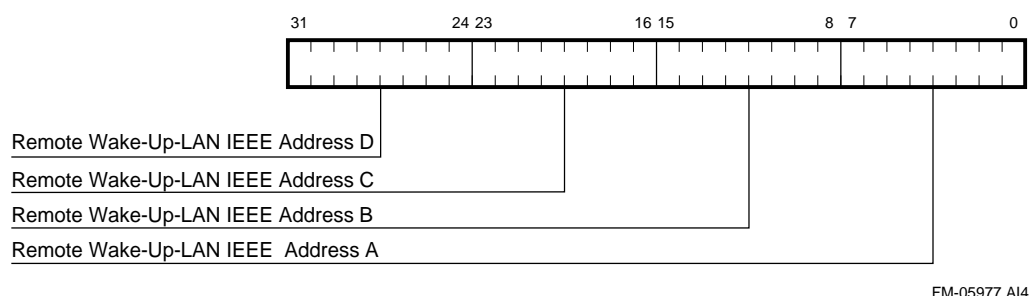 31 24 23 16 15 8 7 0
Remote Wake-Up-LAN IEEE Address D
Remote Wake-Up-LAN IEEE Address C
Remote Wake-Up-LAN IEEE Address B
Remote Wake-Up-LAN IEEE Address A
FM-05977.AI4